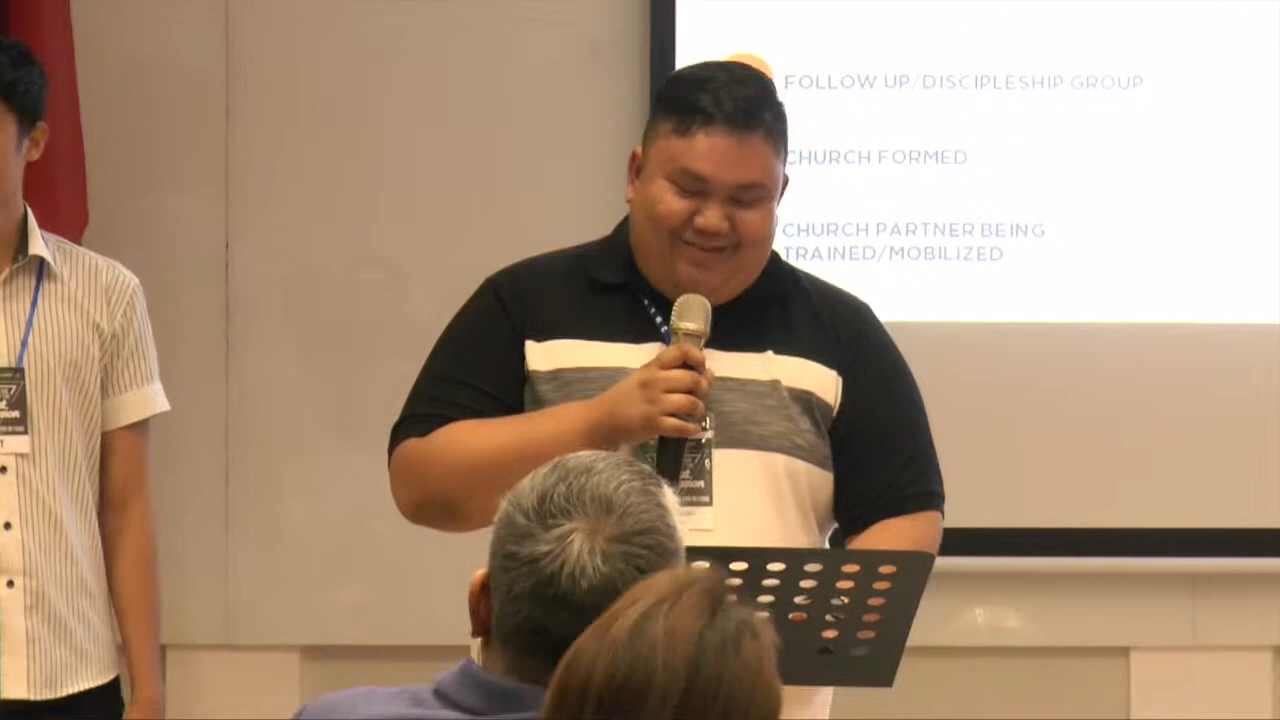 FOLLOW UP/DISCIPLESHIP GROUP
CHURCH FORMED
CHURCH PARTNER BEING
TRAINED/MOBILIZED